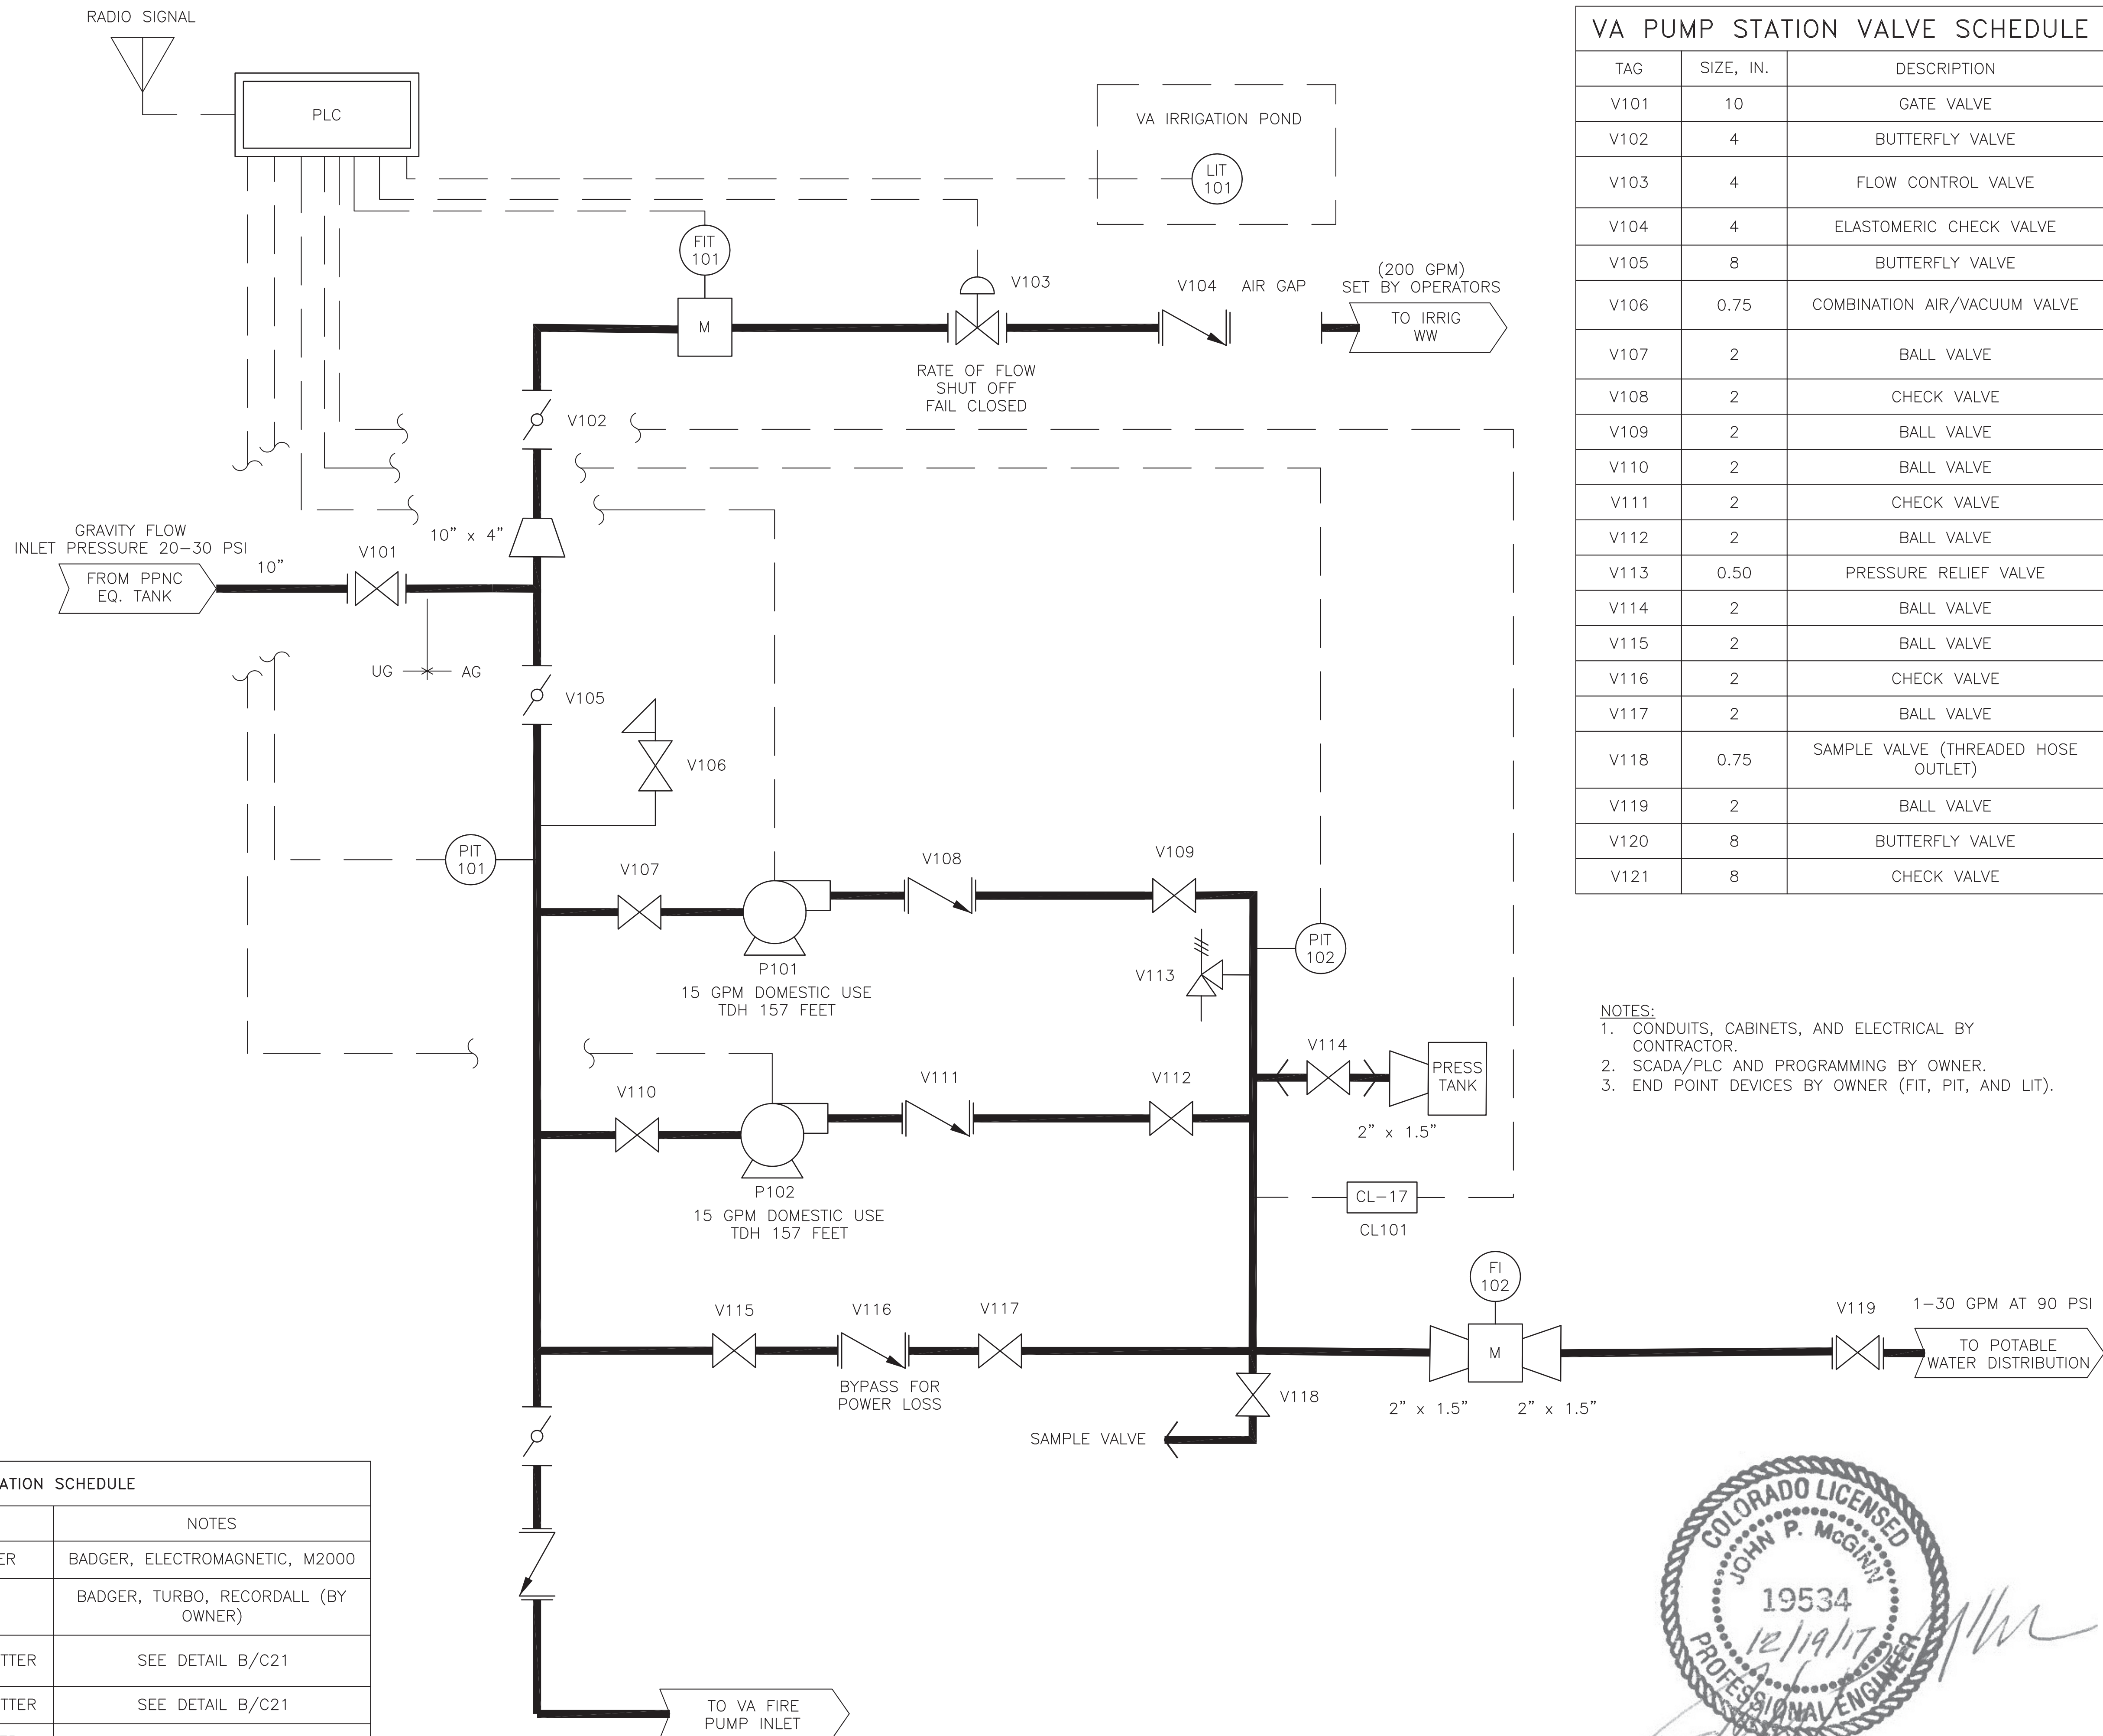 RADIO SIGNAL
PLC
VA IRRIGATION POND
LIT
101
FIT
101
M
V103
V104
AIR GAP
(200 GPM)
SET BY OPERATORS
TO IRRIG
WW
RATE OF FLOW
SHUT OFF
FAIL CLOSED
V102
10" x 4"
GRAVITY FLOW
INLET PRESSURE 20-30 PSI
FROM PPNC
EQ. TANK
10"
V101
UG
AG
V105
V106
PIT
101
V107
V108
V109
P101
15 GPM DOMESTIC USE
TDH 157 FEET
PIT
102
V113
V110
V111
V112
V114
PRESS
TANK
2" x 1.5"
P102
15 GPM DOMESTIC USE
TDH 157 FEET
CL-17
CL101
V115
V116
V117
BYPASS FOR
POWER LOSS
V118
SAMPLE VALVE
FI
102
M
2" x 1.5"
2" x 1.5"
V119
1-30 GPM AT 90 PSI
TO POTABLE
WATER DISTRIBUTION
TO VA FIRE
PUMP INLET
VA PUMP STATION VALVE SCHEDULE
TAG SIZE, IN. DESCRIPTION
V101 10 GATE VALVE
V102 4 BUTTERFLY VALVE
V103 4 FLOW CONTROL VALVE
V104 4 ELASTOMERIC CHECK VALVE
V105 8 BUTTERFLY VALVE
V106 0.75 COMBINATION AIR/VACUUM VALVE
V107 2 BALL VALVE
V108 2 CHECK VALVE
V109 2 BALL VALVE
V110 2 BALL VALVE
V111 2 CHECK VALVE
V112 2 BALL VALVE
V113 0.50 PRESSURE RELIEF VALVE
V114 2 BALL VALVE
V115 2 BALL VALVE
V116 2 CHECK VALVE
V117 2 BALL VALVE
V118 0.75 SAMPLE VALVE (THREADED HOSE
OUTLET)
V119 2 BALL VALVE
V120 8 BUTTERFLY VALVE
V121 8 CHECK VALVE
NOTES:
1. CONDUITS, CABINETS, AND ELECTRICAL BY
CONTRACTOR.
2. SCADA/PLC AND PROGRAMMING BY OWNER.
3. END POINT DEVICES BY OWNER (FIT, PIT, AND LIT).
ATION SCHEDULE
NOTES
ER BADGER, ELECTROMAGNETIC, M2000
BADGER, TURBO, RECORDALL (BY
OWNER)
TTER SEE DETAIL B/C21
TTER SEE DETAIL B/C21
COLORADO LICENSED
JOHN P. McGINN
19534
12/19/17
PROFESSIONAL ENGINEER